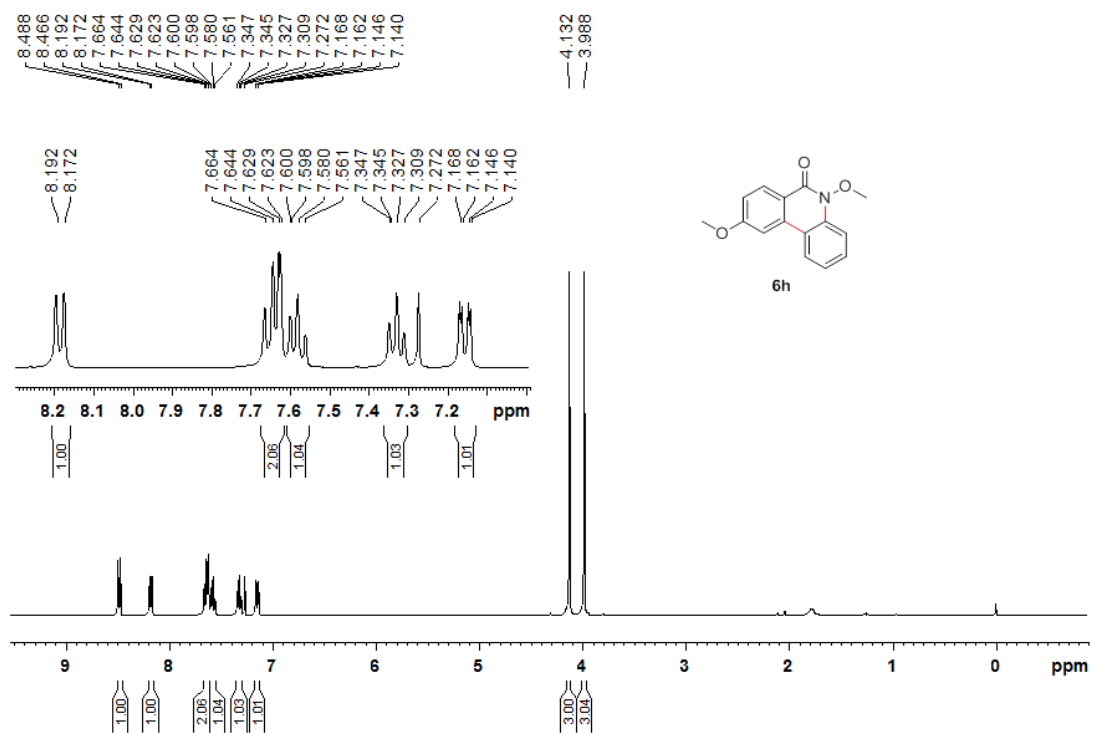 8.488 8.466 8.192 8.172 7.664 7.644 7.629 7.623 7.600 7.598 7.580 7.561 7.347 7.345 7.327 7.309 7.272 7.168 7.162 7.146 7.140
4.132 3.988
8.192 8.172
7.664 7.644 7.629 7.623 7.600 7.598 7.580 7.561 7.347 7.345 7.327 7.309 7.272 7.168 7.162 7.146 7.140
O
N O
O
6h
8.2 8.1 8.0 7.9 7.8 7.7 7.6 7.5 7.4 7.3 7.2 ppm
1.00 2.06 1.04 1.03 1.01
9 8 7 6 5 4 3 2 1 0 ppm
1.00 1.00 2.06 1.04 1.03 1.01 3.00 3.04